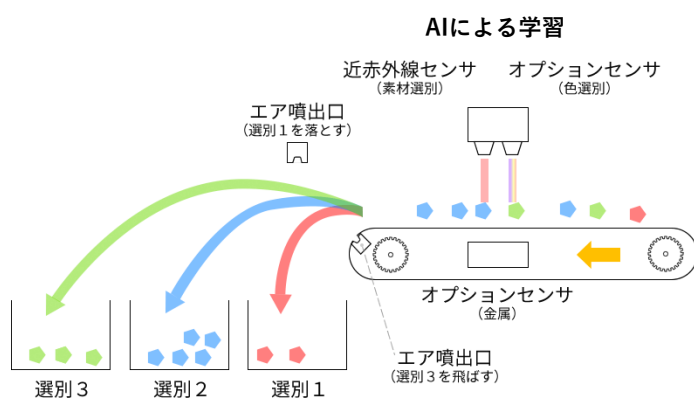 AIによる学習
近赤外線センサ
（素材選別）
オプションセンサ
（色選別）
エア噴出口
（選別１を落とす）
オプションセンサ
（金属）
エア噴出口
（選別３を飛ばす）
選別３
選別２
選別１